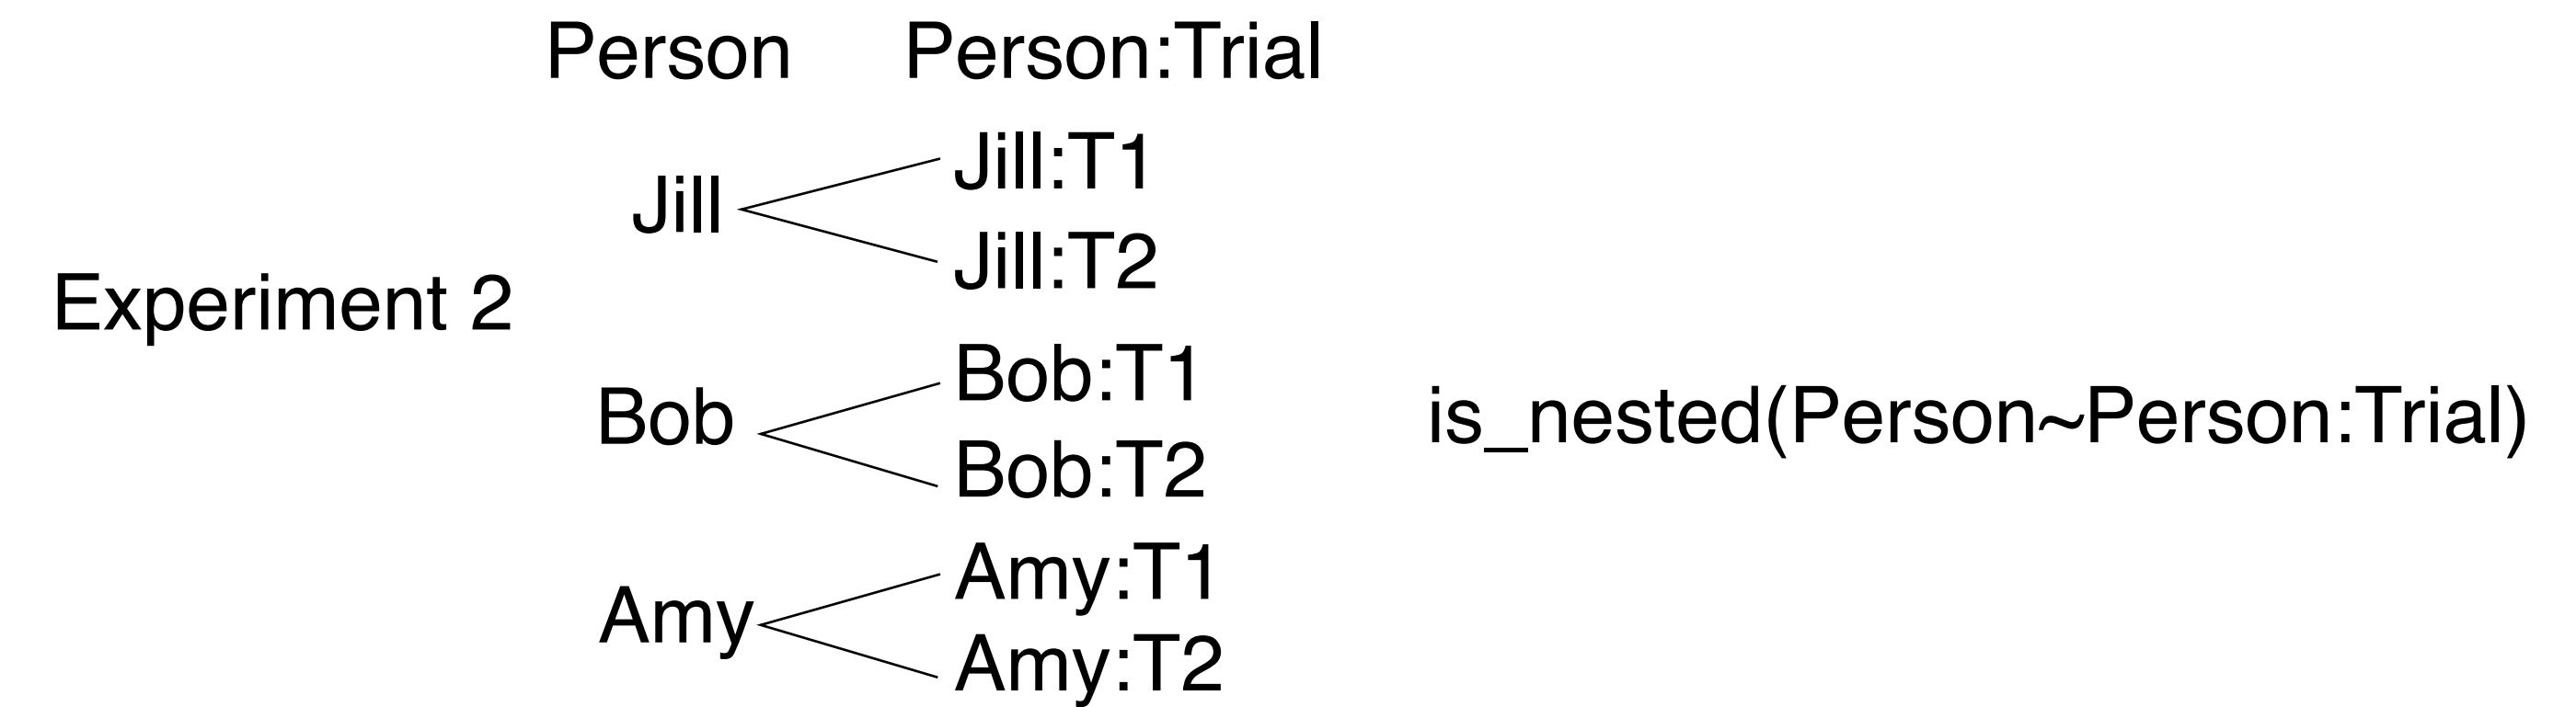 Person Person:Trial
Jill:T1
Jill
Jill:T2
Experiment 2
Bob:T1
Bob is_nested(Person~Person:Trial)
Bob:T2
Amy:T1
Amy
Amy:T2